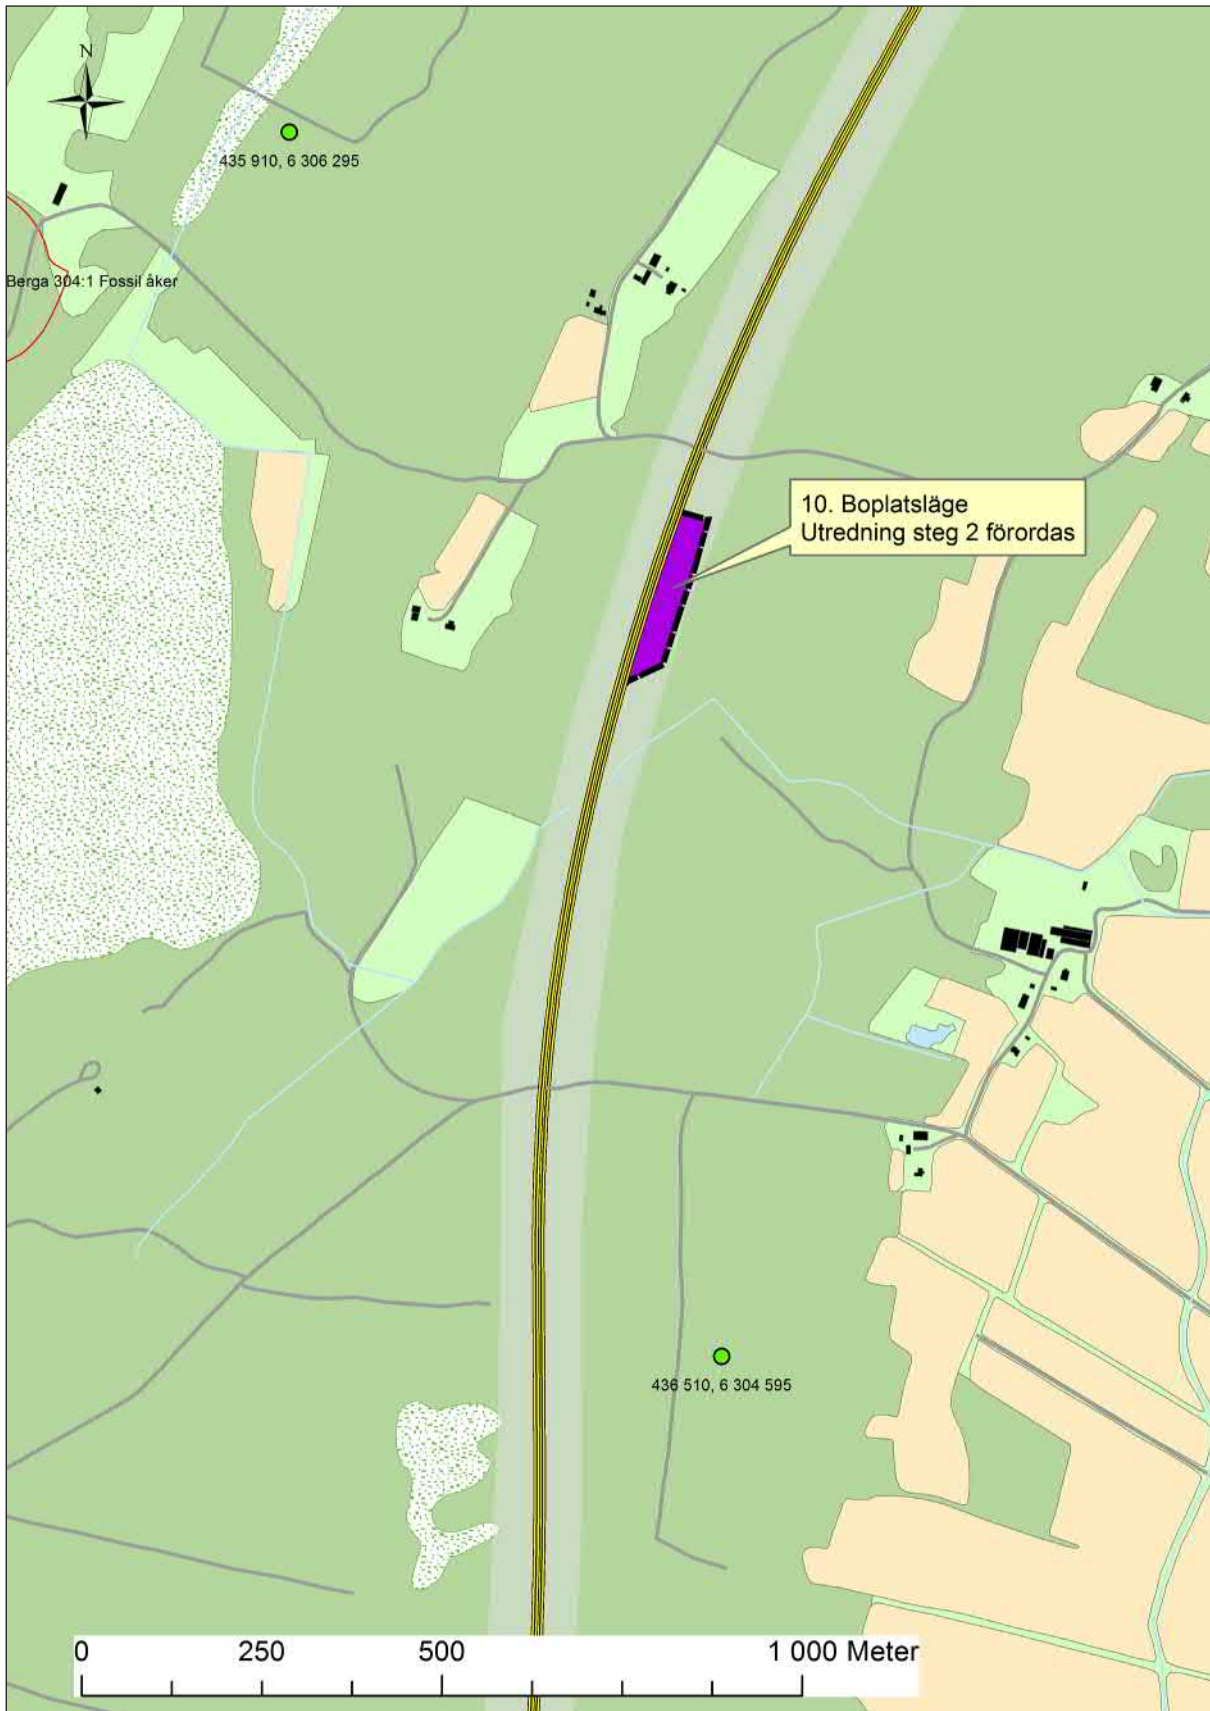 N
435 910, 6 306 295
Berga 304:1 Fossil åker
10. Boplatsläge
Utredning steg 2 förordas
436 510, 6 304 595
0 250 500 1 000 Meter